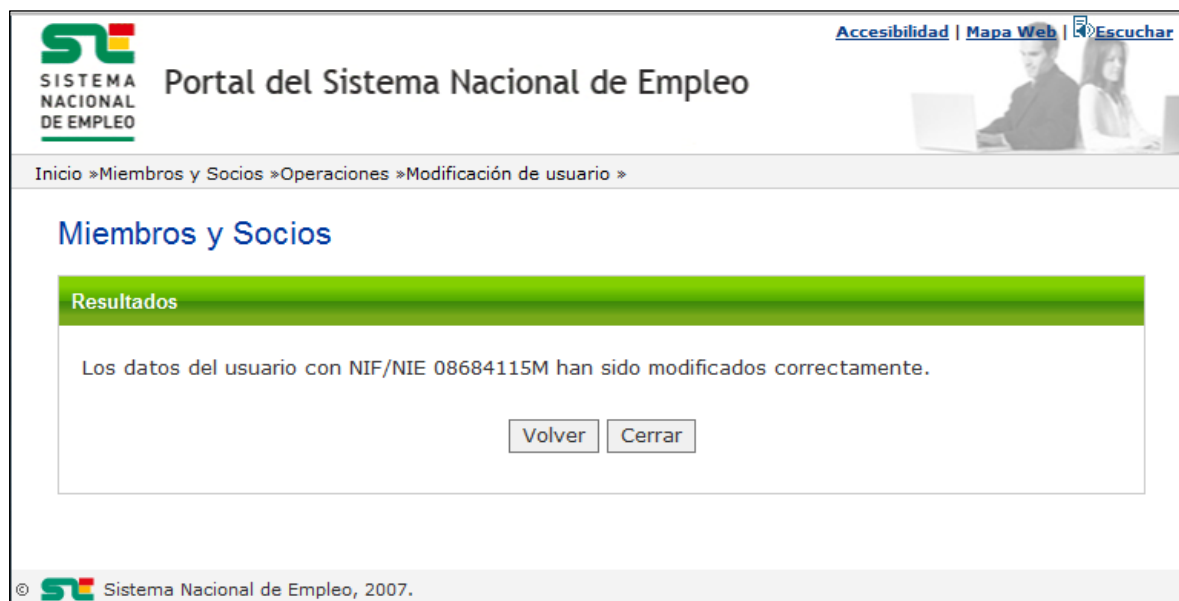 Accesibilidad | Mapa Web | Escuchar
SISTEMA
NACIONAL
DE EMPLEO
Portal del Sistema Nacional de Empleo
Inicio »Miembros y Socios »Operaciones »Modificación de usuario »
Miembros y Socios
Resultados
Los datos del usuario con NIF/NIE 08684115M han sido modificados correctamente.
Volver Cerrar
© Sistema Nacional de Empleo, 2007.